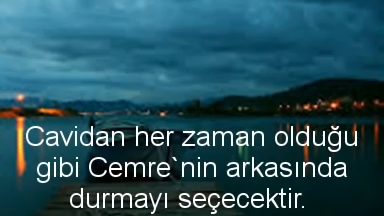 Cavidan her zaman olduğu
gibi Cemre`nin arkasında
durmayı seçecektir.